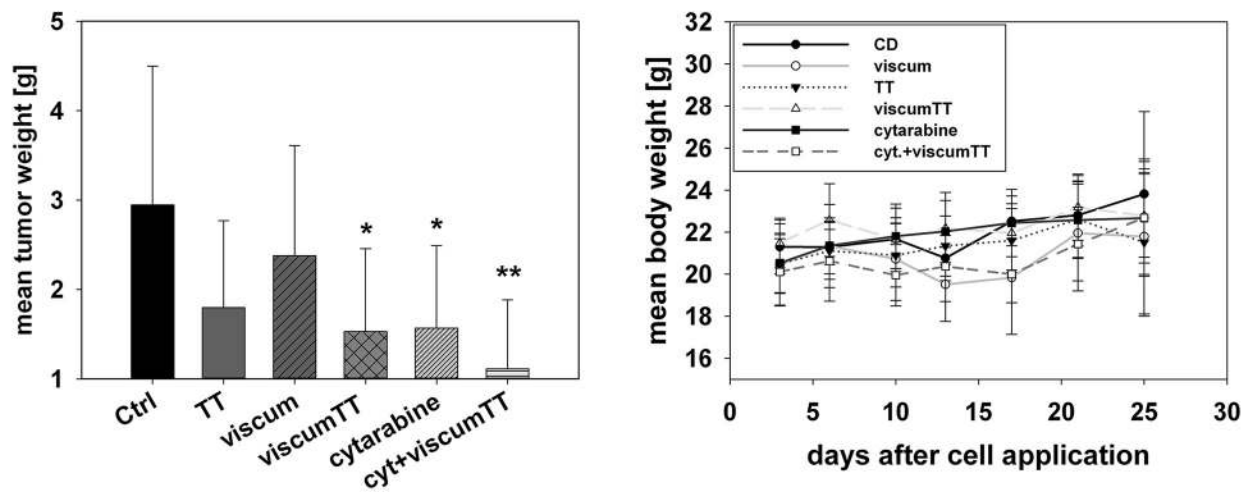 mean tumor weight [g]
5
4
3
2
1
*
*
**
Ctrl
TT
viscum
viscumTT
cytarabine
cyt+viscumTT
mean body weight [g]
32
30
28
26
24
22
20
18
16
CD
viscum
TT
viscumTT
cytarabine
cyt.+viscumTT
0 5 10 15 20 25 30
days after cell application